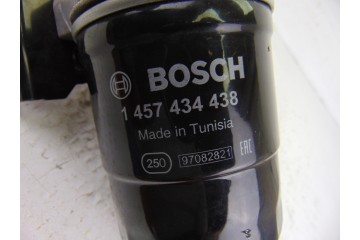 BOSCH
1 457 434 438
Made in Tunisia
250 97082821 EAC